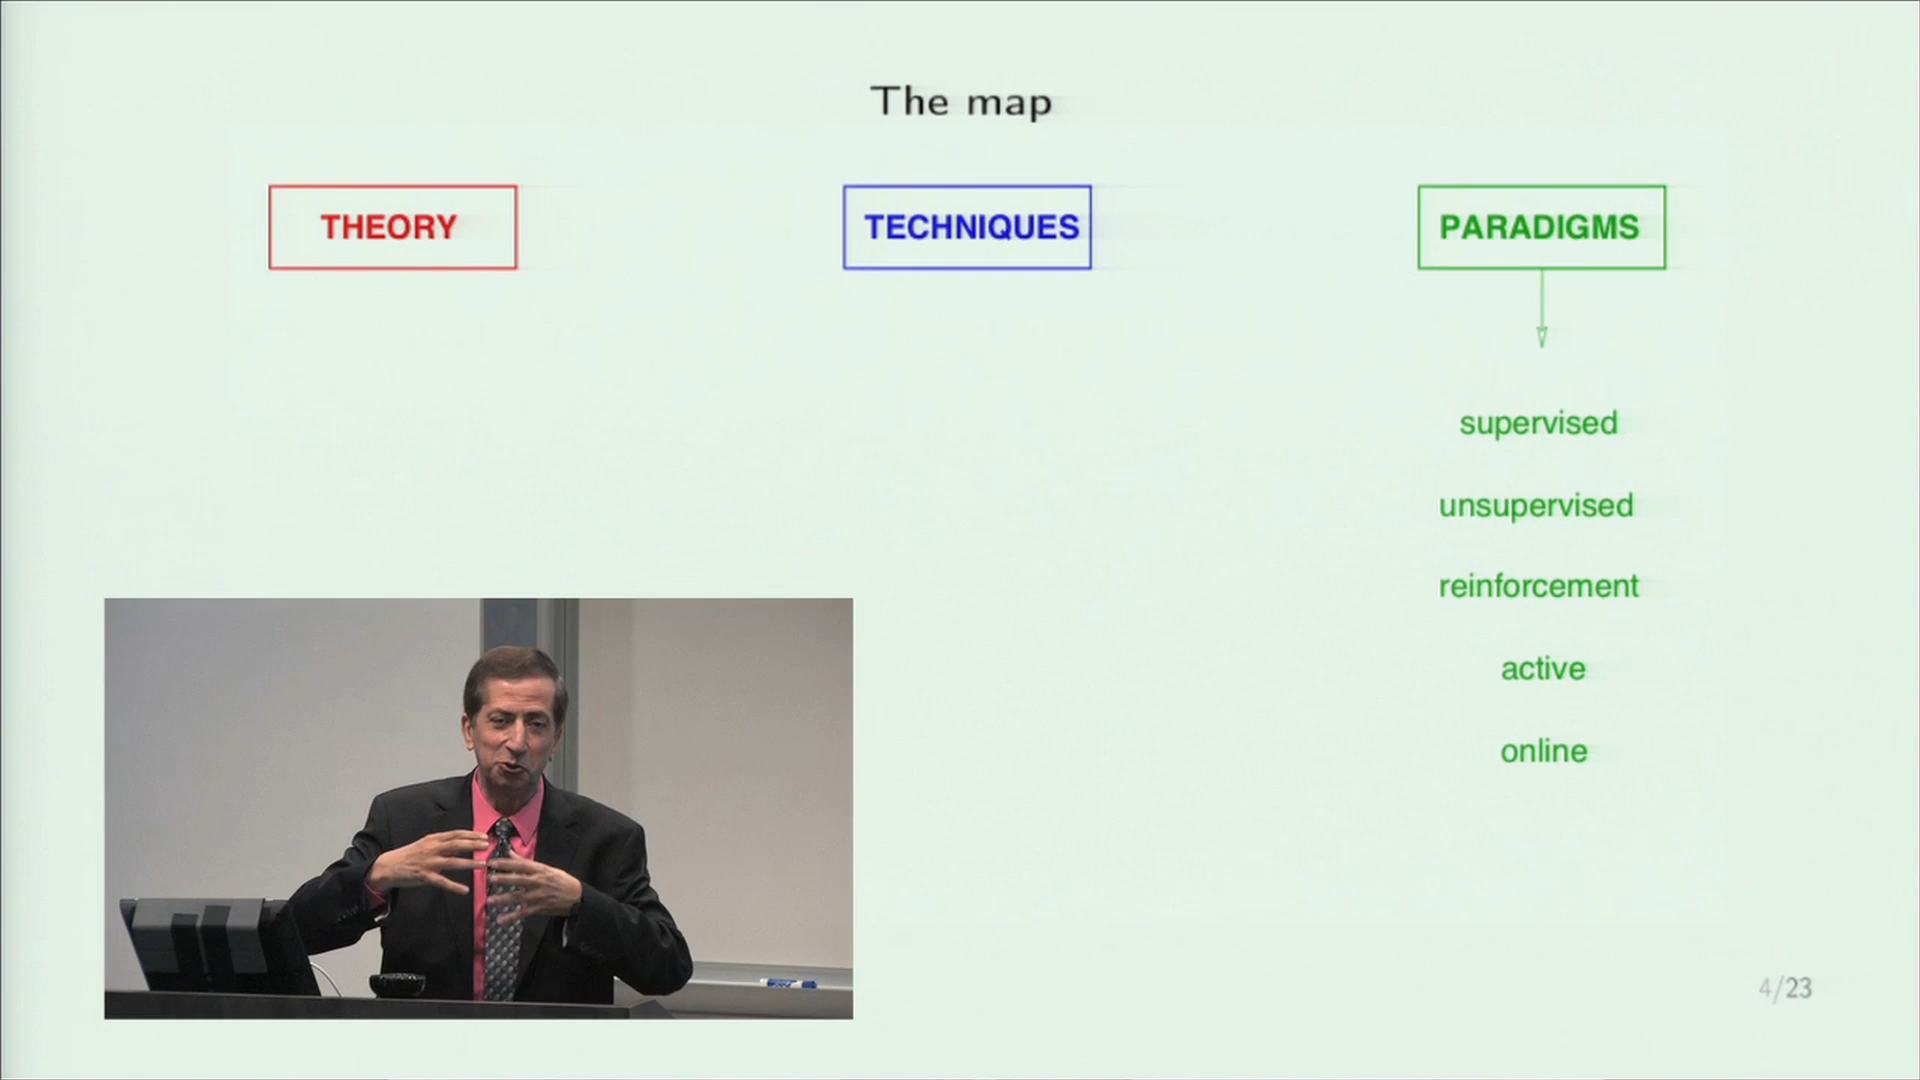 The map
THEORY
TECHNIQUES
PARADIGMS
supervised
unsupervised
reinforcement
active
online
4/23